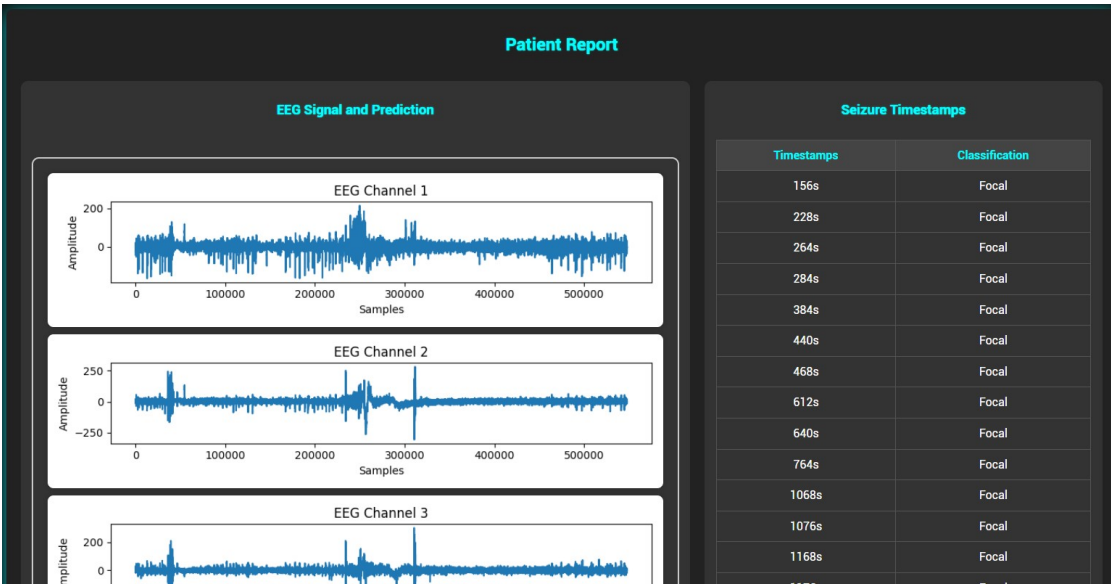 Patient Report
EEG Signal and Prediction
EEG Channel 1
Amplitude
200
0
0 100000 200000 300000 400000 500000
Samples
EEG Channel 2
Amplitude
250
0
−250
0 100000 200000 300000 400000 500000
Samples
EEG Channel 3
200
0
Seizure Timestamps
Timestamps Classification
156s Focal
228s Focal
264s Focal
284s Focal
384s Focal
440s Focal
468s Focal
612s Focal
640s Focal
764s Focal
1068s Focal
1076s Focal
1168s Focal